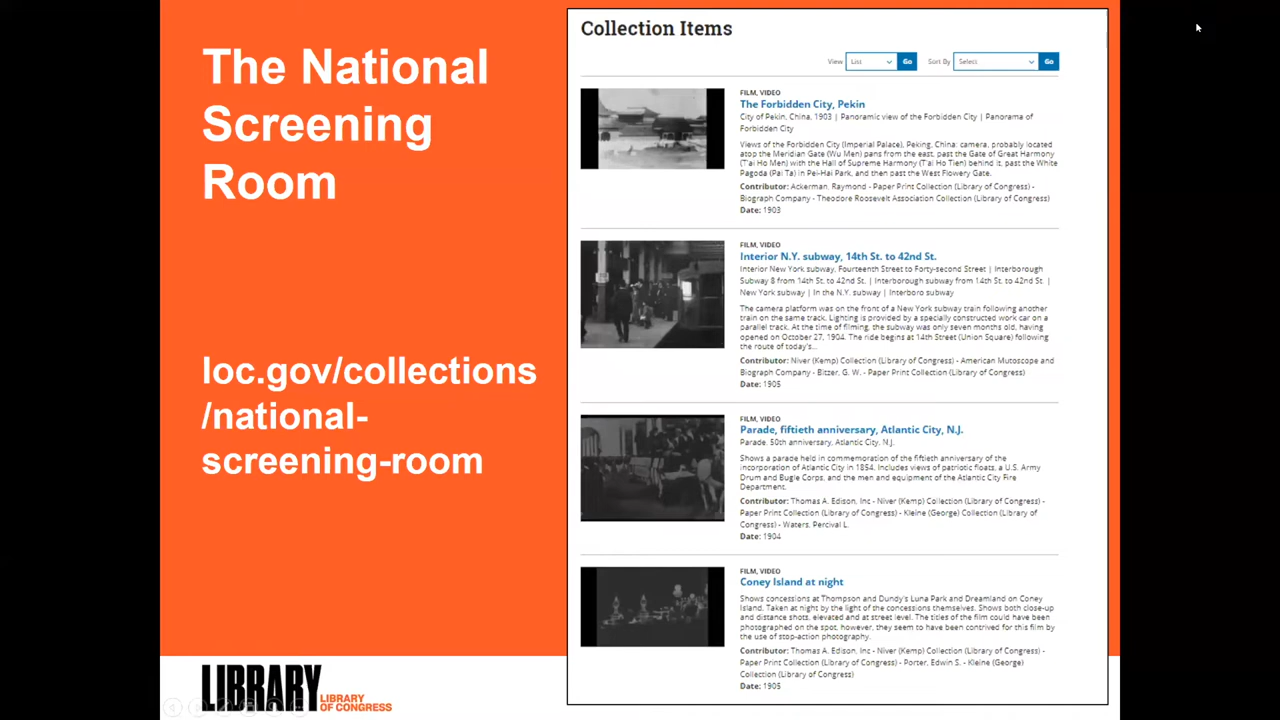 The National
Screening
Room
loc.gov/collections
/national-
screening-room
LIBRARY
LIBRARY
OF CONGRESS
Collection Items
View List Go Sort By Select Go
FILM, VIDEO
The Forbidden City, Pekin
City of Pekin, China, 1903 | Panoramic view of the Forbidden City | Panorama of
Forbidden City
Views of the Forbidden City (Imperial Palace), Peking, China: camera, probably located
atop the Meridian Gate (Wu Men) pans from the east, past the Gate of Great Harmony
(T'ai Ho Men) with the Hall of Supreme Harmony (T'ai Ho Tien) behind it, past the White
Pagoda (Pai Ta) in Pei-Hai Park, and then past the West Flowery Gate.
Contributor: Ackerman, Raymond - Paper Print Collection (Library of Congress) -
Biograph Company - Theodore Roosevelt Association Collection (Library of Congress)
Date: 1903
FILM, VIDEO
Interior N.Y. subway, 14th St. to 42nd St.
Interior New York subway, Fourteenth Street to Forty-second Street | Interborough
Subway 8 from 14th St. to 42nd St. | Interborough subway from 14th St. to 42nd St. |
New York subway | In the N.Y. subway | Interboro subway
The camera platform was on the front of a New York subway train following another
train on the same track. Lighting is provided by a specially constructed work car on a
parallel track. At the time of filming, the subway was only seven months old, having
opened on October 27, 1904. The ride begins at 14th Street (Union Square) following
the route of today's...
Contributor: Niver (Kemp) Collection (Library of Congress) - American Mutoscope and
Biograph Company - Bitzer, G. W. - Paper Print Collection (Library of Congress)
Date: 1905
FILM, VIDEO
Parade, fiftieth anniversary, Atlantic City, N.J.
Parade, 50th anniversary, Atlantic City, N.J.
Shows a parade held in commemoration of the fiftieth anniversary of the
incorporation of Atlantic City in 1854. Includes views of patriotic floats, a U.S. Army
Drum and Bugle Corps, and the men and equipment of the Atlantic City Fire
Department.
Contributor: Thomas A. Edison, Inc - Niver (Kemp) Collection (Library of Congress) -
Paper Print Collection (Library of Congress) - Kleine (George) Collection (Library of
Congress) - Waters, Percival L.
Date: 1904
FILM, VIDEO
Coney Island at night
Shows concessions at Thompson and Dundy's Luna Park and Dreamland on Coney
Island. Taken at night by the light of the concessions themselves. Shows both close-up
and distance shots, elevated and at street level. The titles of the film could have been
photographed on the spot, however, they seem to have been contrived for this film by
the use of stop-action photography.
Contributor: Thomas A. Edison, Inc - Niver (Kemp) Collection (Library of Congress) -
Paper Print Collection (Library of Congress) - Porter, Edwin S. - Kleine (George)
Collection (Library of Congress)
Date: 1905